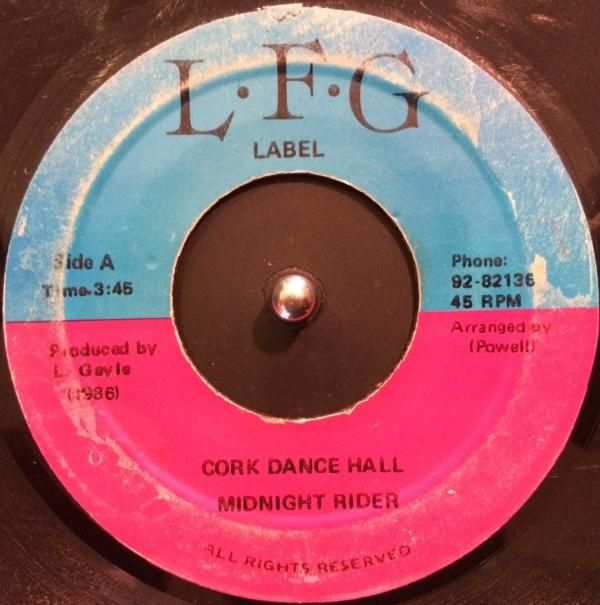 L·F·G
LABEL
Side A
Time-3:45
Phone:
92-82136
45 RPM
Produced by
L. Gayle
(1986)
Arranged by
(Powell)
CORK DANCE HALL
MIDNIGHT RIDER
ALL RIGHTS RESERVED